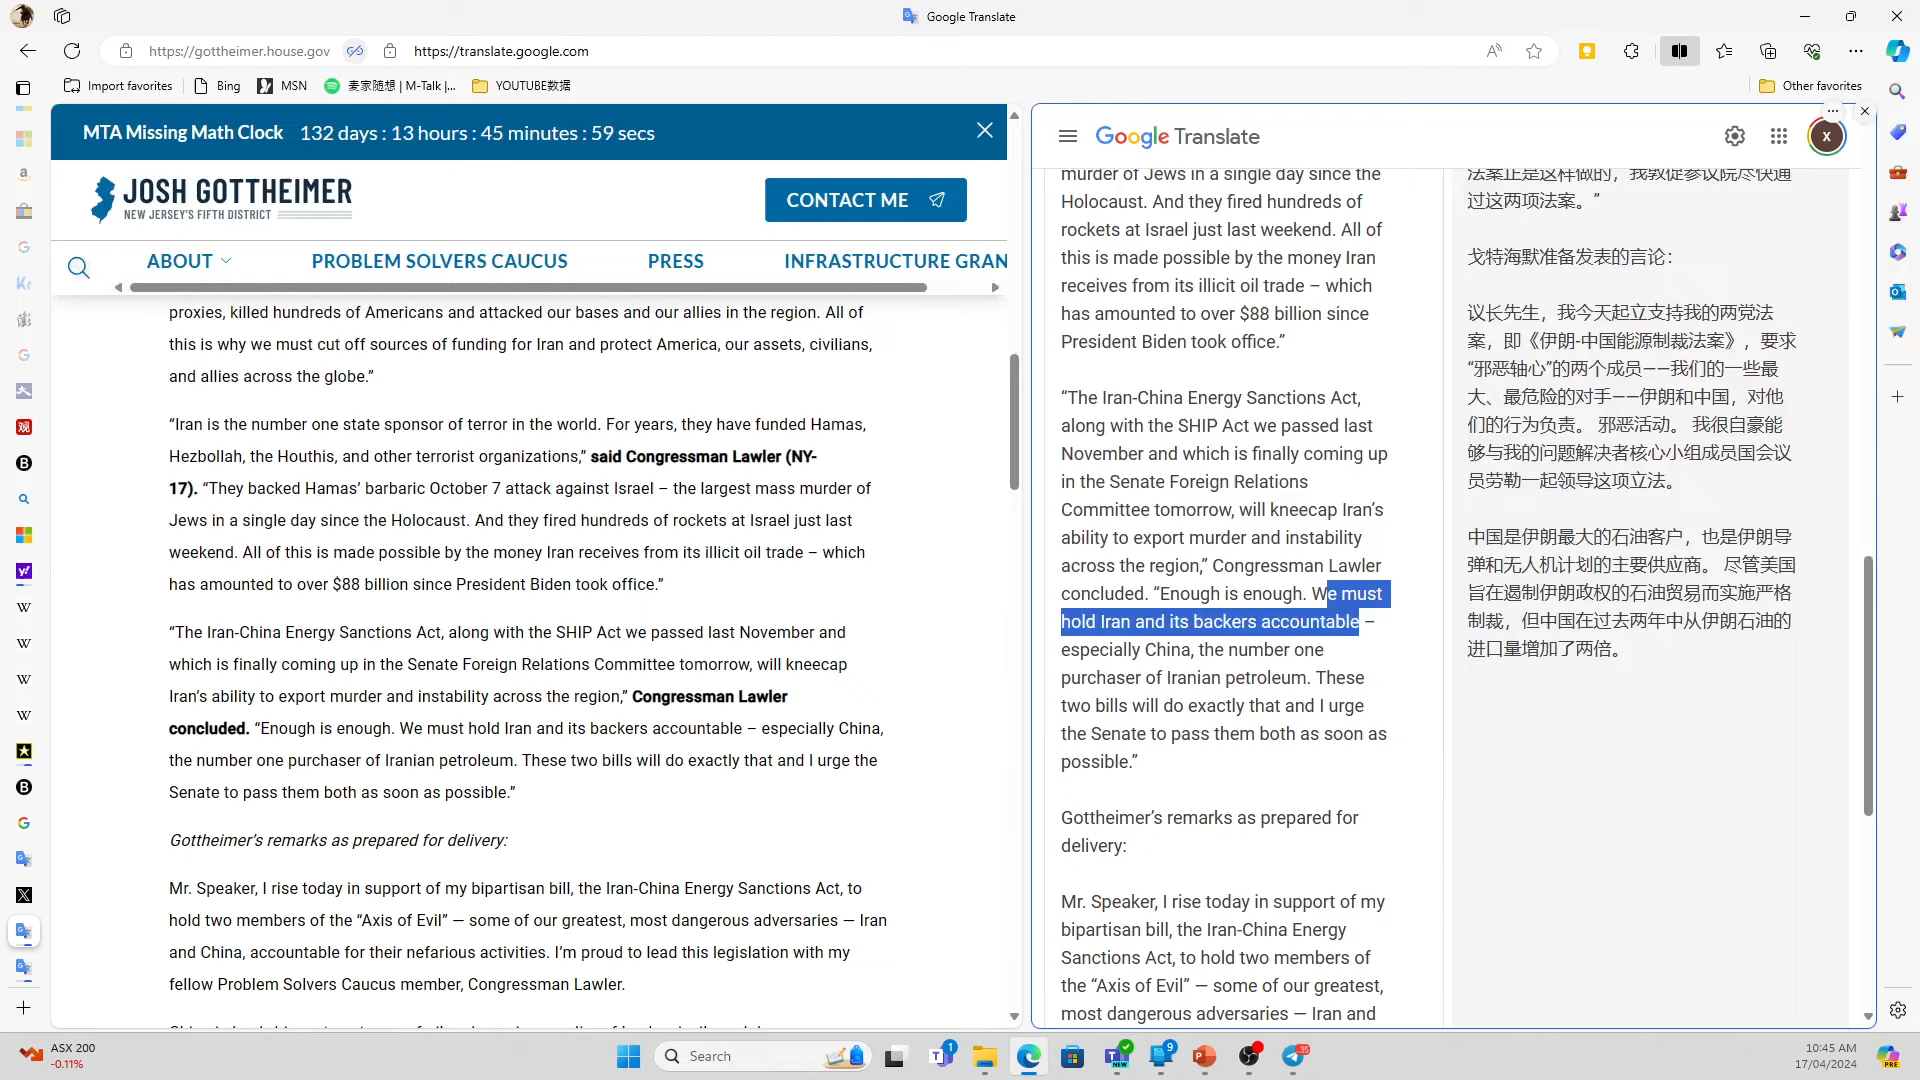 Google Translate
https://gottheimer.house.gov
https://translate.google.com
Import favorites
Bing
MSN
麦家随想 | M-Talk |...
YOUTUBE数据
Other favorites
MTA Missing Math Clock 132 days : 13 hours : 45 minutes : 59 secs
JOSH GOTTHEIMER
NEW JERSEY'S FIFTH DISTRICT
CONTACT ME
ABOUT
PROBLEM SOLVERS CAUCUS
PRESS
INFRASTRUCTURE GRAN
proxies, killed hundreds of Americans and attacked our bases and our allies in the region. All of
this is why we must cut off sources of funding for Iran and protect America, our assets, civilians,
and allies across the globe.”
“Iran is the number one state sponsor of terror in the world. For years, they have funded Hamas,
Hezbollah, the Houthis, and other terrorist organizations,” said Congressman Lawler (NY-
17). “They backed Hamas’ barbaric October 7 attack against Israel – the largest mass murder of
Jews in a single day since the Holocaust. And they fired hundreds of rockets at Israel just last
weekend. All of this is made possible by the money Iran receives from its illicit oil trade – which
has amounted to over $88 billion since President Biden took office.”
“The Iran-China Energy Sanctions Act, along with the SHIP Act we passed last November and
which is finally coming up in the Senate Foreign Relations Committee tomorrow, will kneecap
Iran’s ability to export murder and instability across the region,” Congressman Lawler
concluded. “Enough is enough. We must hold Iran and its backers accountable – especially China,
the number one purchaser of Iranian petroleum. These two bills will do exactly that and I urge the
Senate to pass them both as soon as possible.”
Gottheimer’s remarks as prepared for delivery:
Mr. Speaker, I rise today in support of my bipartisan bill, the Iran-China Energy Sanctions Act, to
hold two members of the “Axis of Evil” — some of our greatest, most dangerous adversaries — Iran
and China, accountable for their nefarious activities. I’m proud to lead this legislation with my
fellow Problem Solvers Caucus member, Congressman Lawler.
Google Translate
X
murder of Jews in a single day since the
Holocaust. And they fired hundreds of
rockets at Israel just last weekend. All of
this is made possible by the money Iran
receives from its illicit oil trade – which
has amounted to over $88 billion since
President Biden took office.”
“The Iran-China Energy Sanctions Act,
along with the SHIP Act we passed last
November and which is finally coming up
in the Senate Foreign Relations
Committee tomorrow, will kneecap Iran’s
ability to export murder and instability
across the region,” Congressman Lawler
concluded. “Enough is enough. We must
hold Iran and its backers accountable –
especially China, the number one
purchaser of Iranian petroleum. These
two bills will do exactly that and I urge
the Senate to pass them both as soon as
possible.”
Gottheimer’s remarks as prepared for
delivery:
Mr. Speaker, I rise today in support of my
bipartisan bill, the Iran-China Energy
Sanctions Act, to hold two members of
the “Axis of Evil” — some of our greatest,
most dangerous adversaries — Iran and
法案正是这样做的，我敦促参议院尽快通
过这两项法案。”
戈特海默准备发表的言论：
议长先生，我今天起立支持我的两党法
案，即《伊朗-中国能源制裁法案》，要求
“邪恶轴心”的两个成员——我们的一些最
大、最危险的对手——伊朗和中国，对他
们的行为负责。 邪恶活动。 我很自豪能
够与我的问题解决者核心小组成员国会议
员劳勒一起领导这项立法。
中国是伊朗最大的石油客户，也是伊朗导
弹和无人机计划的主要供应商。 尽管美国
旨在遏制伊朗政权的石油贸易而实施严格
制裁，但中国在过去两年中从伊朗石油的
进口量增加了两倍。
ASX 200
-0.11%
Search
1
NEW
9
35
10:45 AM
17/04/2024
PRE